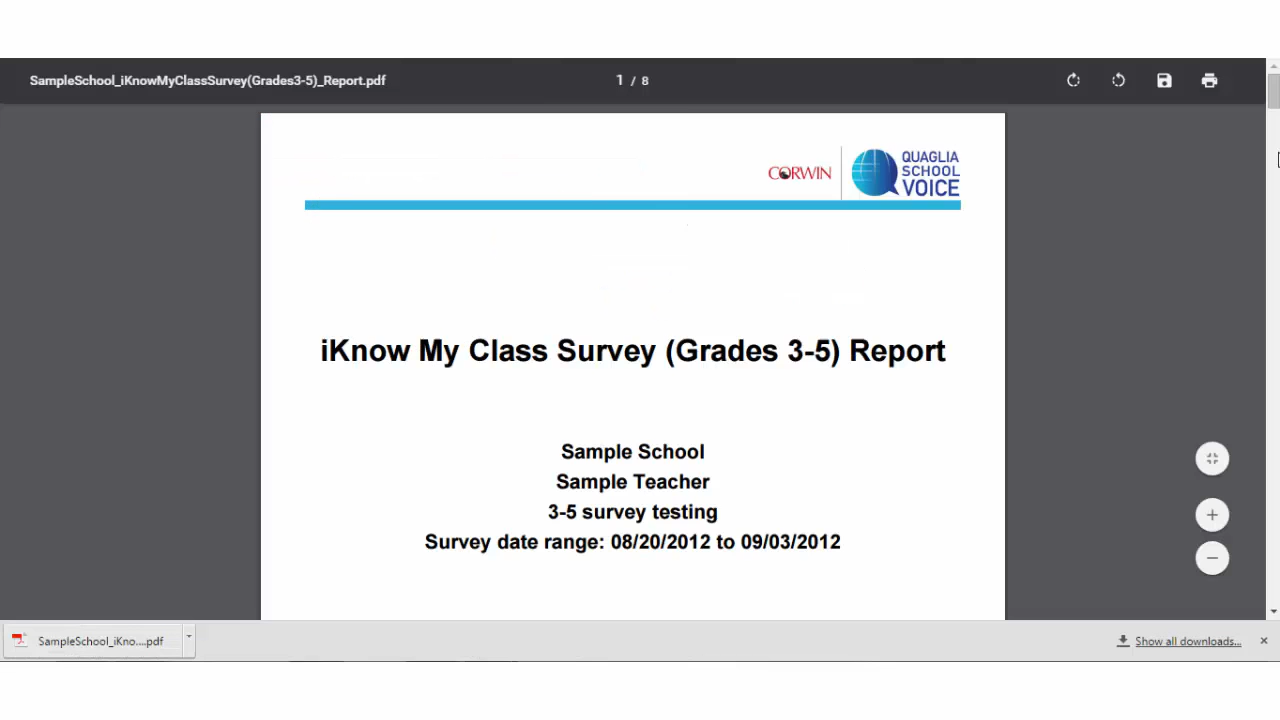 SampleSchool_iKnowMyClassSurvey(Grades3-5)_Report.pdf
1 / 8
CORWIN
QUAGLIA
SCHOOL
VOICE
iKnow My Class Survey (Grades 3-5) Report
Sample School
Sample Teacher
3-5 survey testing
Survey date range: 08/20/2012 to 09/03/2012
SampleSchool_iKno....pdf
Show all downloads...